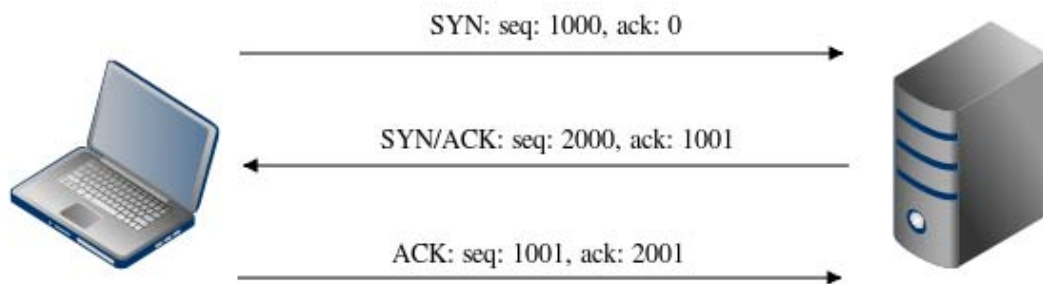 SYN: seq: 1000, ack: 0
SYN/ACK: seq: 2000, ack: 1001
ACK: seq: 1001, ack: 2001